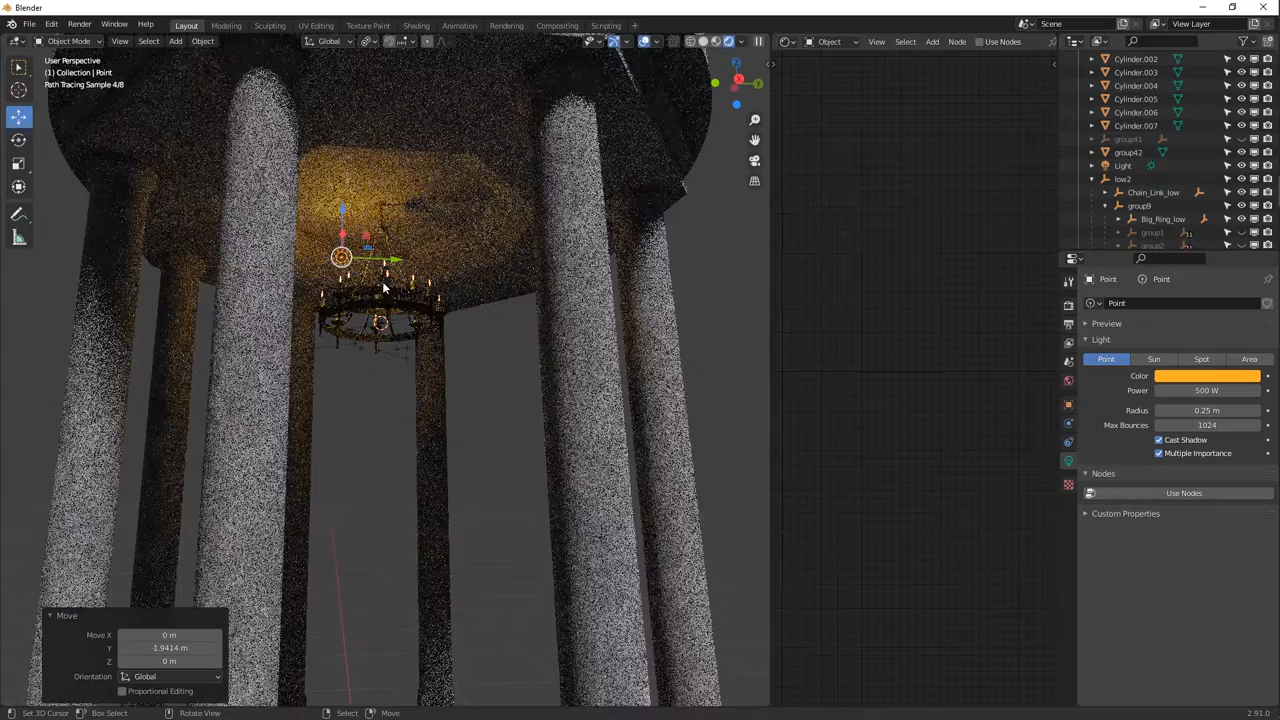 Blender
File Edit Render Window Help Layout Modeling Sculpting UV Editing Texture Paint Shading Animation Rendering Compositing Scripting + Scene View Layer
Object Mode View Select Add Object Global Object View Select Add Node Use Nodes
User Perspective
(1) Collection | Point
Path Tracing Sample 4/8
Cylinder.002
Cylinder.003
Cylinder.004
Cylinder.005
Cylinder.006
Cylinder.007
group41
group42
Light
low2
Chain_Link_low
group9
Big_Ring_low
group1
group2
Point Point
Point
Preview
Light
Point Sun Spot Area
Color
Power 500 W
Radius 0.25 m
Max Bounces 1024
Cast Shadow
Multiple Importance
Nodes
Use Nodes
Custom Properties
Move
Move X 0 m
Y -1.9414 m
Z 0 m
Orientation Global
Proportional Editing
Set 3D Cursor Box Select Rotate View Select Move 2.91.0